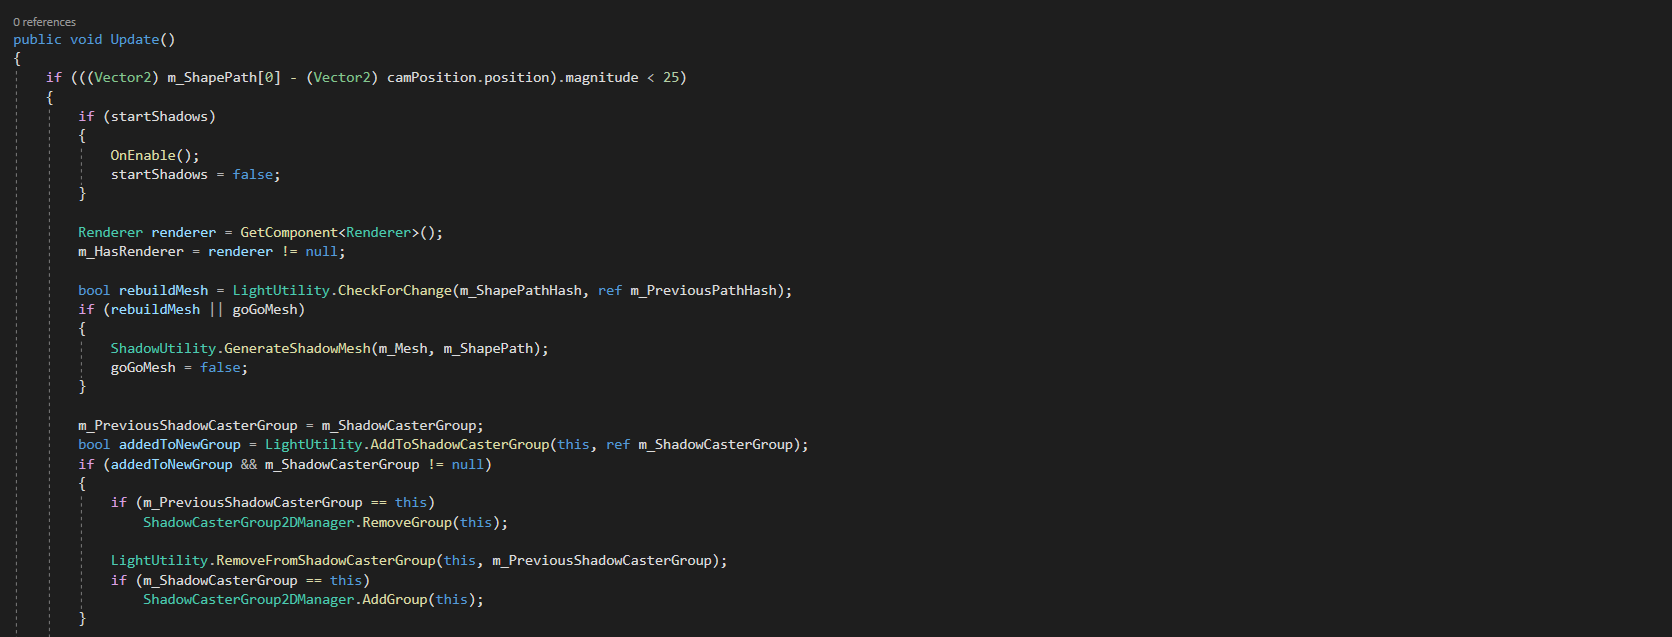 0 references
public void Update()
{
if (((Vector2) m_ShapePath[0] - (Vector2) camPosition.position).magnitude < 25)
{
if (startShadows)
{
OnEnable();
startShadows = false;
}
Renderer renderer = GetComponent<Renderer>();
m_HasRenderer = renderer != null;
bool rebuildMesh = LightUtility.CheckForChange(m_ShapePathHash, ref m_PreviousPathHash);
if (rebuildMesh || goGoMesh)
{
ShadowUtility.GenerateShadowMesh(m_Mesh, m_ShapePath);
goGoMesh = false;
}
m_PreviousShadowCasterGroup = m_ShadowCasterGroup;
bool addedToNewGroup = LightUtility.AddToShadowCasterGroup(this, ref m_ShadowCasterGroup);
if (addedToNewGroup && m_ShadowCasterGroup != null)
{
if (m_PreviousShadowCasterGroup == this)
ShadowCasterGroup2DManager.RemoveGroup(this);
LightUtility.RemoveFromShadowCasterGroup(this, m_PreviousShadowCasterGroup);
if (m_ShadowCasterGroup == this)
ShadowCasterGroup2DManager.AddGroup(this);
}